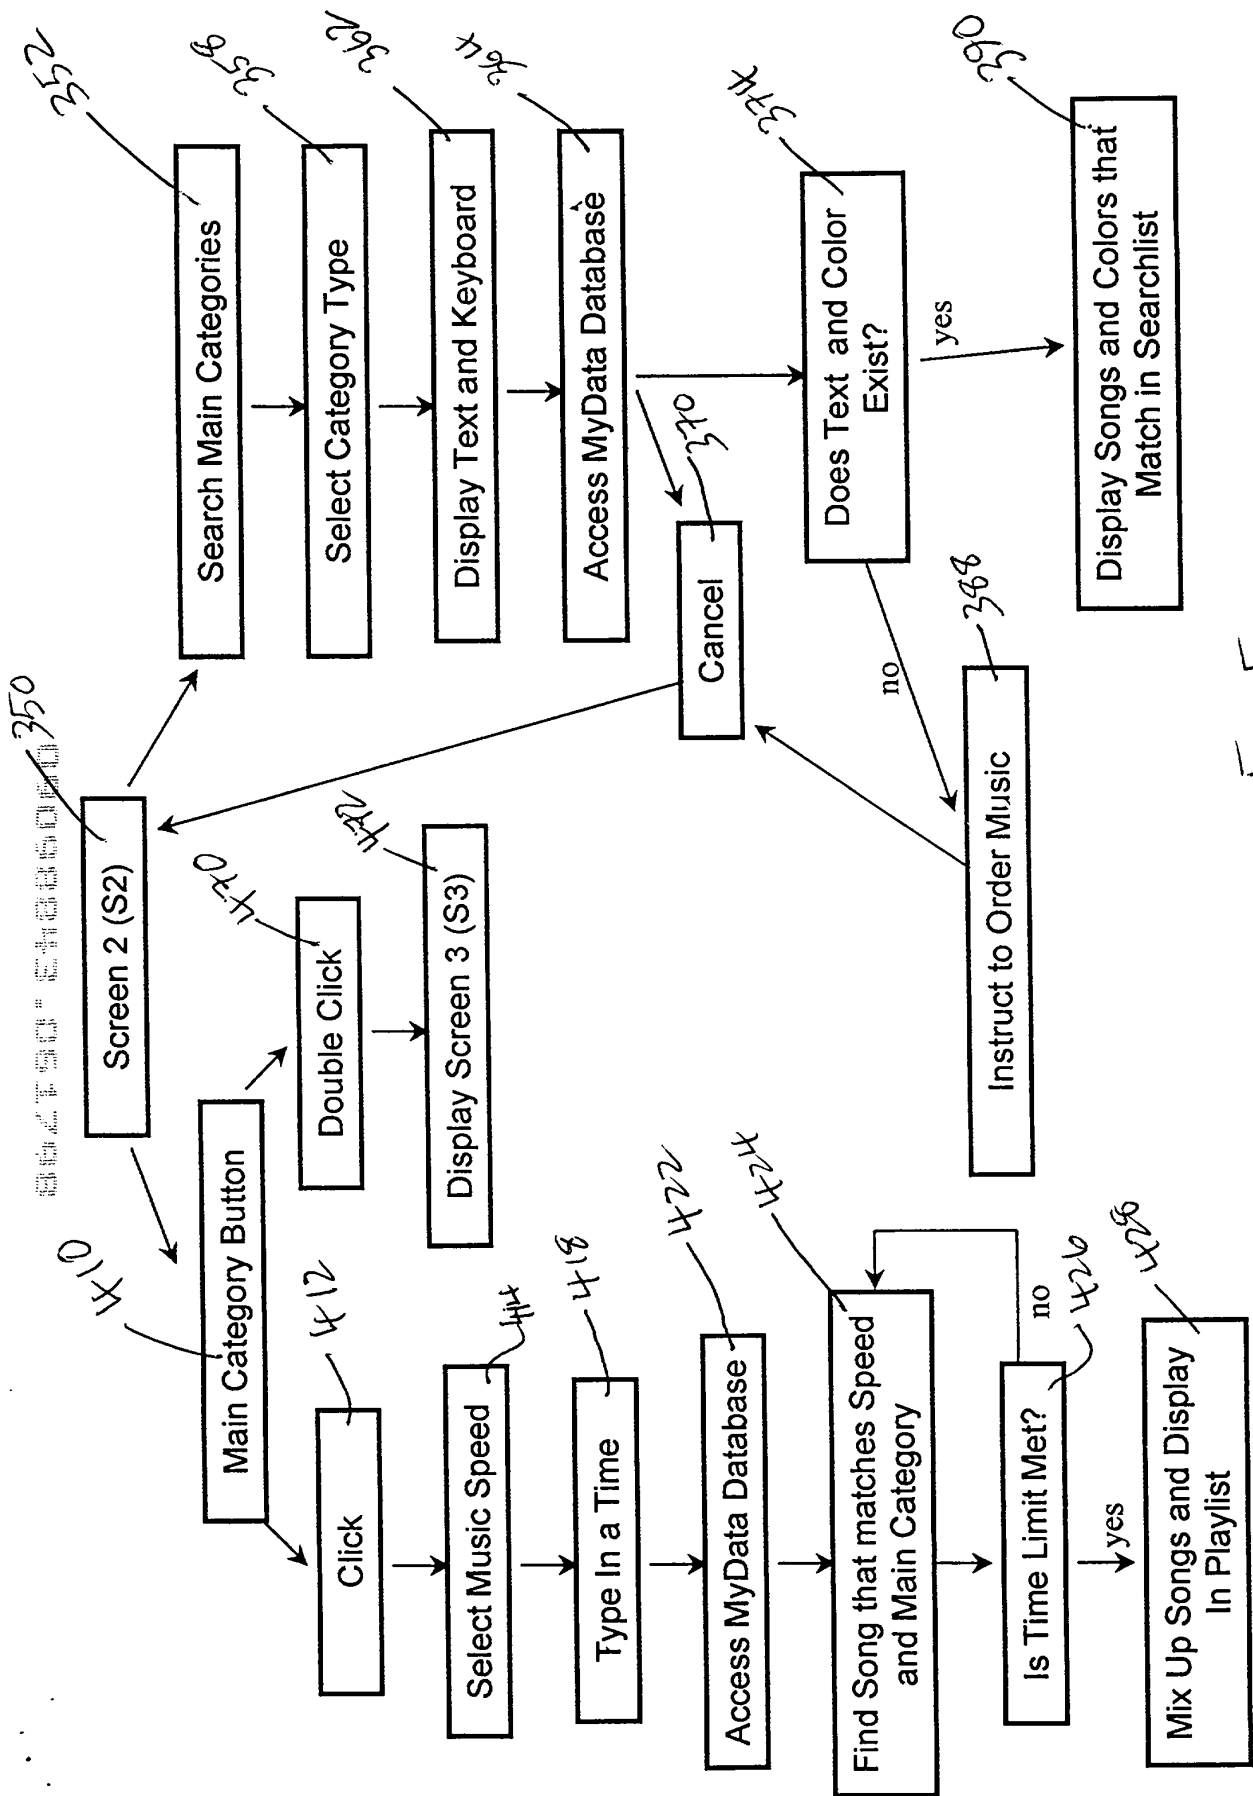 Screen 2 (S2)
350
Search Main Categories
352
Select Category Type
358
Display Text and Keyboard
362
Access MyData Database
364
Cancel
370
Does Text and Color
Exist?
374
no
yes
Instruct to Order Music
388
Display Songs and Colors that
Match in Searchlist
390
Main Category Button
410
Double Click
470
Display Screen 3 (S3)
472
Click
412
Select Music Speed
414
Type In a Time
418
Access MyData Database
422
Find Song that matches Speed
and Main Category
424
Is Time Limit Met?
426
no
yes
Mix Up Songs and Display
In Playlist
428